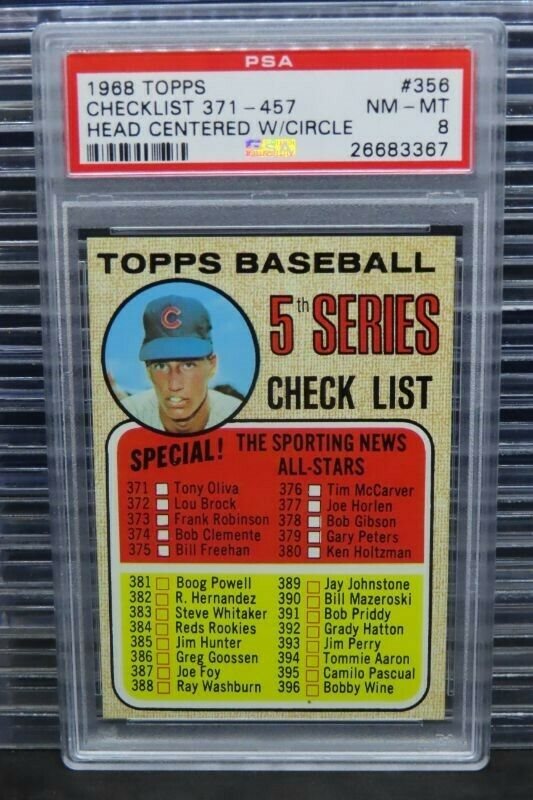 PSA
1968 TOPPS #356
CHECKLIST 371-457 NM-MT
HEAD CENTERED W/CIRCLE 8
26683367
PSA
TOPPS BASEBALL
C
5th SERIES
CHECK LIST
SPECIAL! THE SPORTING NEWS
ALL-STARS
371 Tony Oliva
372 Lou Brock
373 Frank Robinson
374 Bob Clemente
375 Bill Freehan
376 Tim McCarver
377 Joe Horlen
378 Bob Gibson
379 Gary Peters
380 Ken Holtzman
381 Boog Powell
382 R. Hernandez
383 Steve Whitaker
384 Reds Rookies
385 Jim Hunter
386 Greg Goossen
387 Joe Foy
388 Ray Washburn
389 Jay Johnstone
390 Bill Mazeroski
391 Bob Priddy
392 Grady Hatton
393 Jim Perry
394 Tommie Aaron
395 Camilo Pascual
396 Bobby Wine